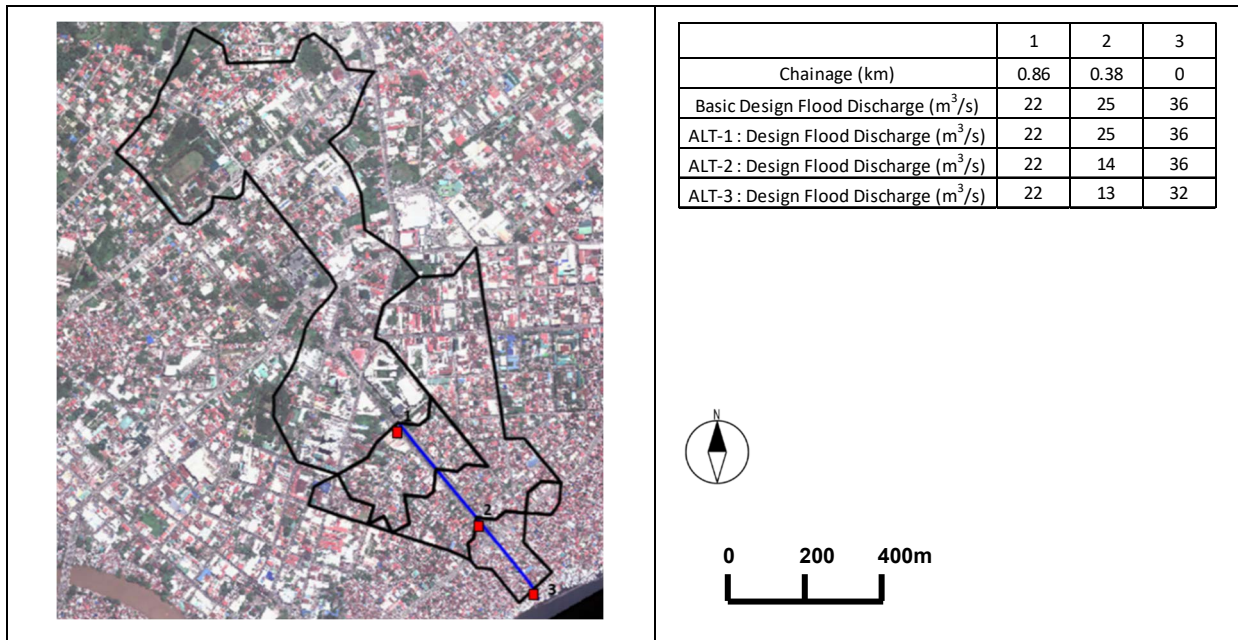 1
2
3
1 2 3
Chainage (km) 0.86 0.38 0
Basic Design Flood Discharge (m³/s) 22 25 36
ALT-1 : Design Flood Discharge (m³/s) 22 25 36
ALT-2 : Design Flood Discharge (m³/s) 22 14 36
ALT-3 : Design Flood Discharge (m³/s) 22 13 32
N
0 200 400m